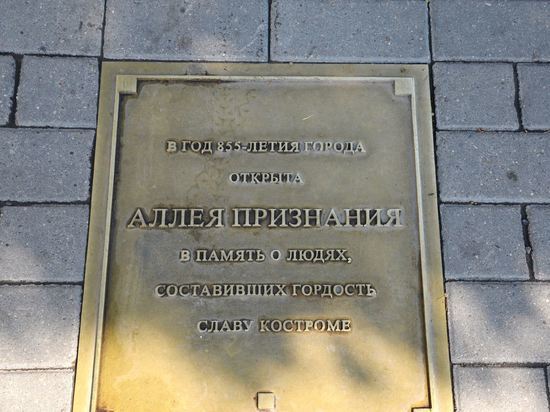 В ГОД 855-ЛЕТИЯ ГОРОДА
ОТКРЫТА
АЛЛЕЯ ПРИЗНАНИЯ
В ПАМЯТЬ О ЛЮДЯХ,
СОСТАВИВШИХ ГОРДОСТЬ
СЛАВУ КОСТРОМЕ